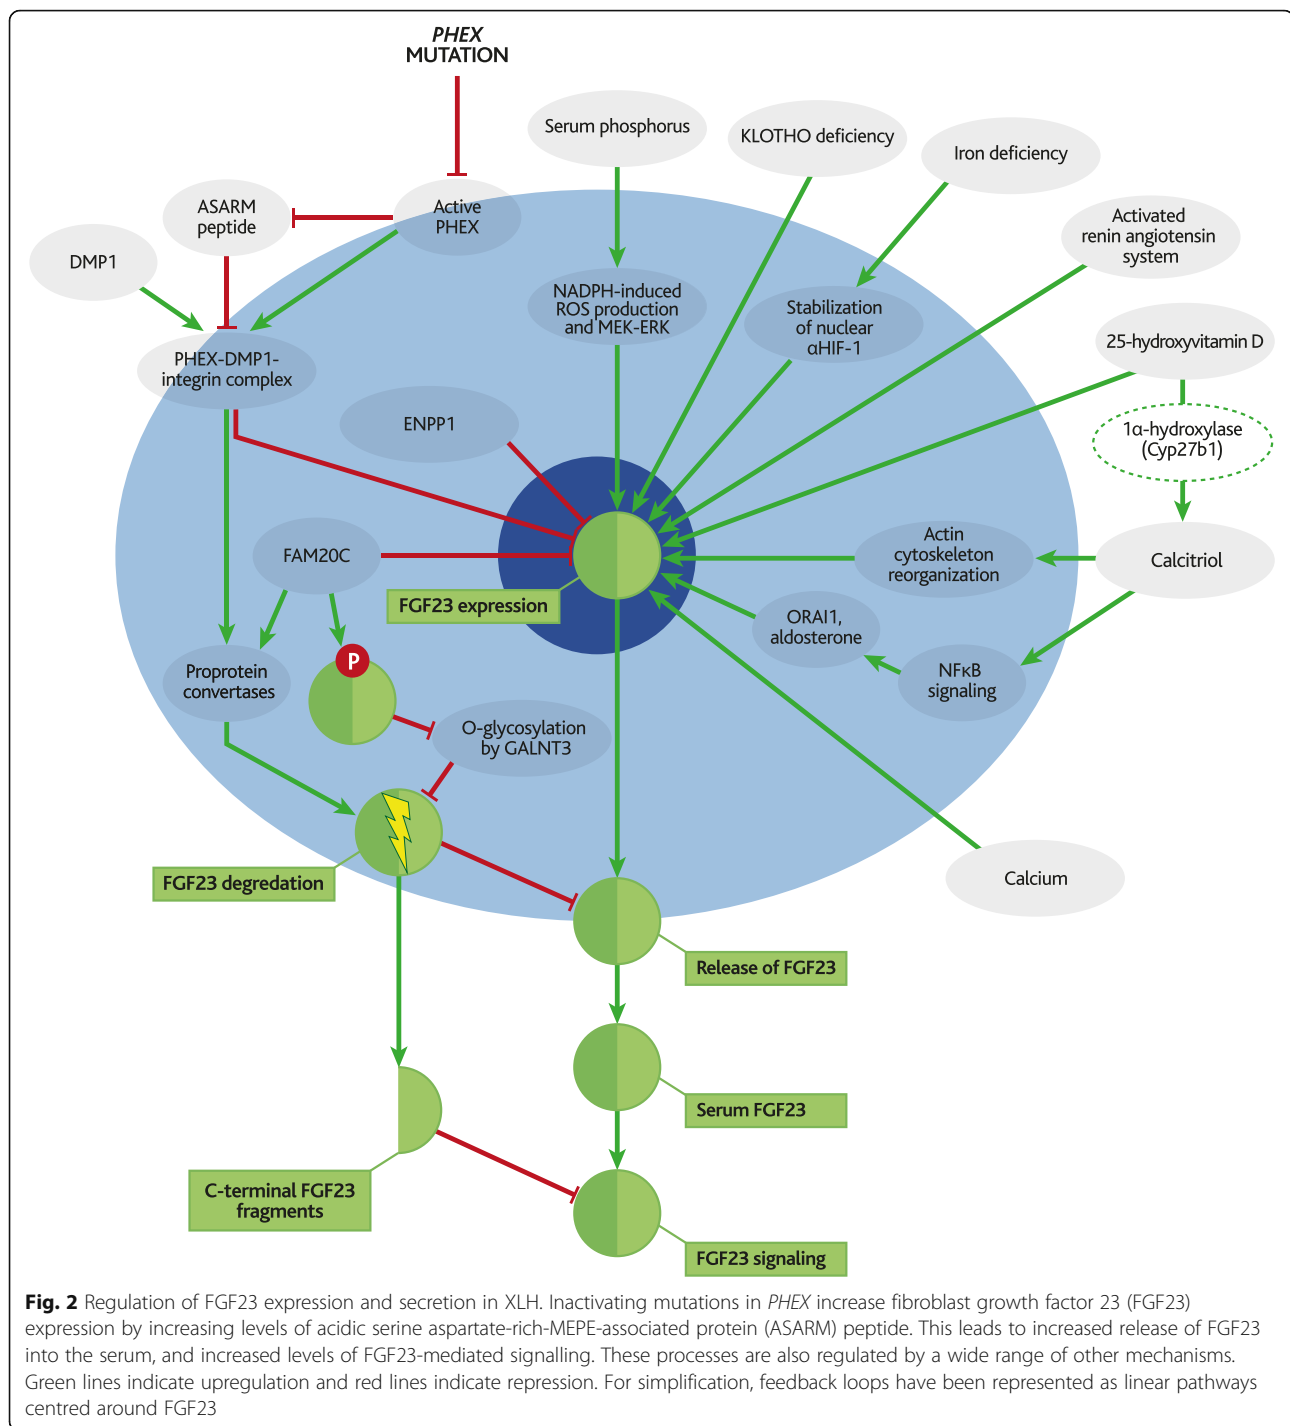 PHEX
MUTATION
Serum phosphorus
KLOTHO deficiency
Iron deficiency
ASARM
peptide
Active
PHEX
Activated
renin angiotensin
system
DMP1
NADPH-induced
ROS production
and MEK-ERK
Stabilization
of nuclear
αHIF-1
25-hydroxyvitamin D
PHEX-DMP1-
integrin complex
ENPP1
1α-hydroxylase
(Cyp27b1)
FAM20C
Actin
cytoskeleton
reorganization
Calcitriol
FGF23 expression
ORAI1,
aldosterone
P
Proprotein
convertases
NFκB
signaling
O-glycosylation
by GALNT3
FGF23 degredation
Calcium
Release of FGF23
Serum FGF23
C-terminal FGF23
fragments
FGF23 signaling
Fig. 2 Regulation of FGF23 expression and secretion in XLH. Inactivating mutations in PHEX increase fibroblast growth factor 23 (FGF23)
expression by increasing levels of acidic serine aspartate-rich-MEPE-associated protein (ASARM) peptide. This leads to increased release of FGF23
into the serum, and increased levels of FGF23-mediated signalling. These processes are also regulated by a wide range of other mechanisms.
Green lines indicate upregulation and red lines indicate repression. For simplification, feedback loops have been represented as linear pathways
centred around FGF23